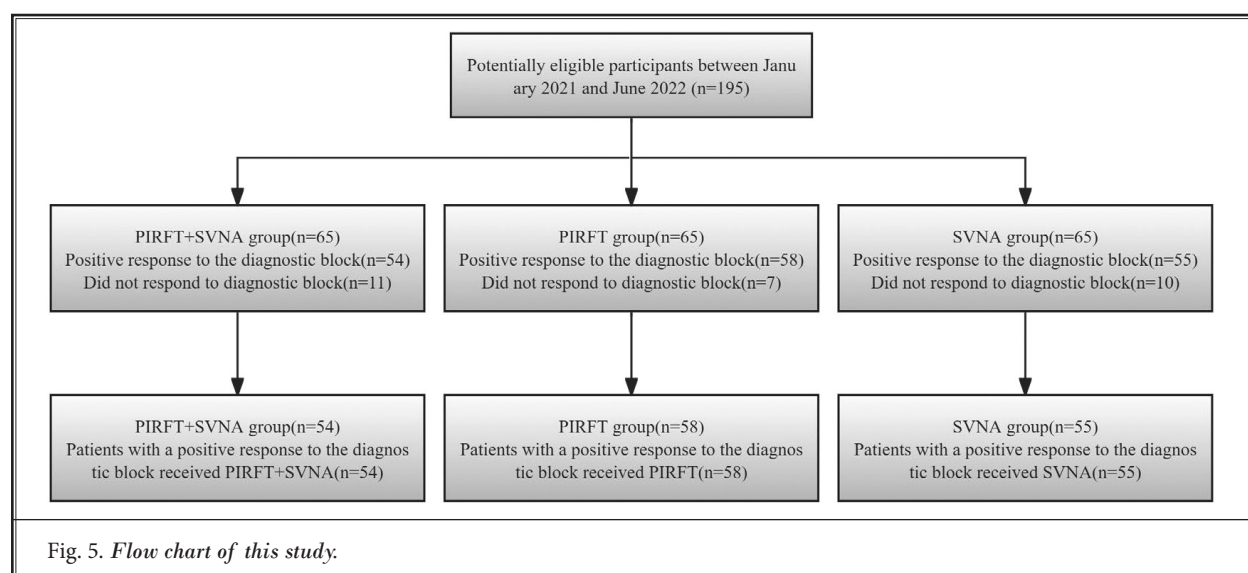 Potentially eligible participants between Janu
ary 2021 and June 2022 (n=195)
PIRFT+SVNA group(n=65)
Positive response to the diagnostic block(n=54)
Did not respond to diagnostic block(n=11)
PIRFT group(n=65)
Positive response to the diagnostic block(n=58)
Did not respond to diagnostic block(n=7)
SVNA group(n=65)
Positive response to the diagnostic block(n=55)
Did not respond to diagnostic block(n=10)
PIRFT+SVNA group(n=54)
Patients with a positive response to the diagnos
tic block received PIRFT+SVNA(n=54)
PIRFT group(n=58)
Patients with a positive response to the diagnos
tic block received PIRFT(n=58)
SVNA group(n=55)
Patients with a positive response to the diagnos
tic block received SVNA(n=55)
Fig. 5. Flow chart of this study.